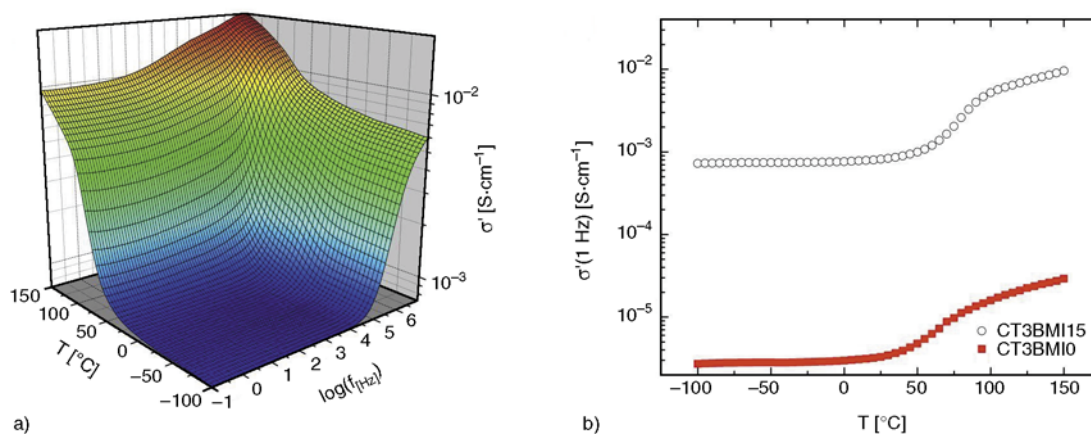 10⁻²
σ' [S·cm⁻¹]
10⁻³
150
100
50
0
−50
−100
T [°C]
−1
0
1
2
3
4
5
6
log(f[Hz])
a)
10⁻²
10⁻³
10⁻⁴
10⁻⁵
σ'(1 Hz) [S·cm⁻¹]
CT3BMI15
CT3BMI0
−100
−50
0
50
100
150
T [°C]
b)